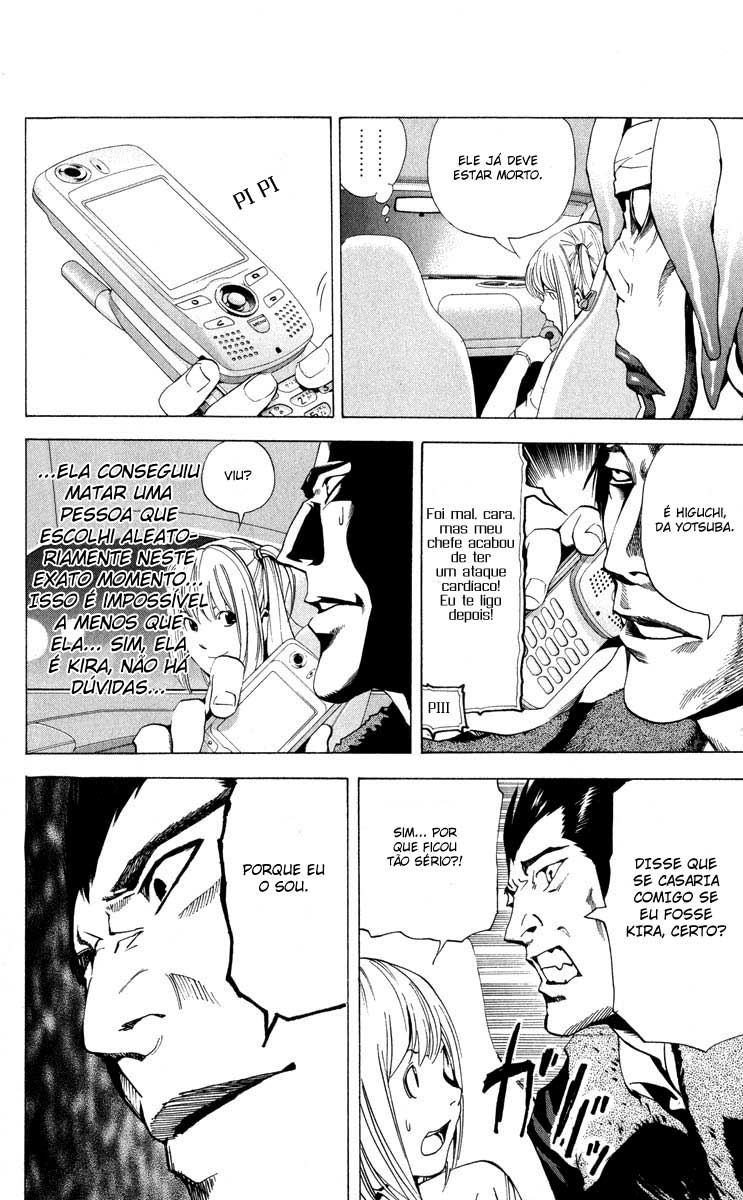 .........
ELE JÁ DEVE
ESTAR MORTO.
PI PI
É HIGUCHI,
DA YOTSUBA.
Foi mal, cara,
mas meu
chefe acabou
de ter
um ataque
cardíaco!
Eu te ligo
depois!
PIII
VIU?
...ELA CONSEGUIU
MATAR UMA
PESSOA QUE
ESCOLHI ALEATO-
RIAMENTE NESTE
EXATO MOMENTO...
ISSO É IMPOSSÍVEL
A MENOS QUE
ELA... SIM, ELA
É KIRA, NÃO HÁ
DÚVIDAS...
DISSE QUE
SE CASARIA
COMIGO SE
EU FOSSE
KIRA, CERTO?
SIM... POR
QUE FICOU
TÃO SÉRIO?!
ガバッ
PORQUE EU
O SOU.